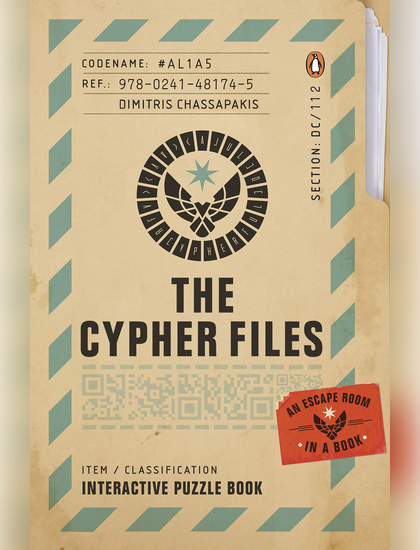 CODENAME: #AL1A5
REF.: 978-0241-48174-5
DIMITRIS CHASSAPAKIS
SECTION: DC/112
THE
CYPHER FILES
AN ESCAPE ROOM
IN A BOOK
ITEM / CLASSIFICATION
INTERACTIVE PUZZLE BOOK